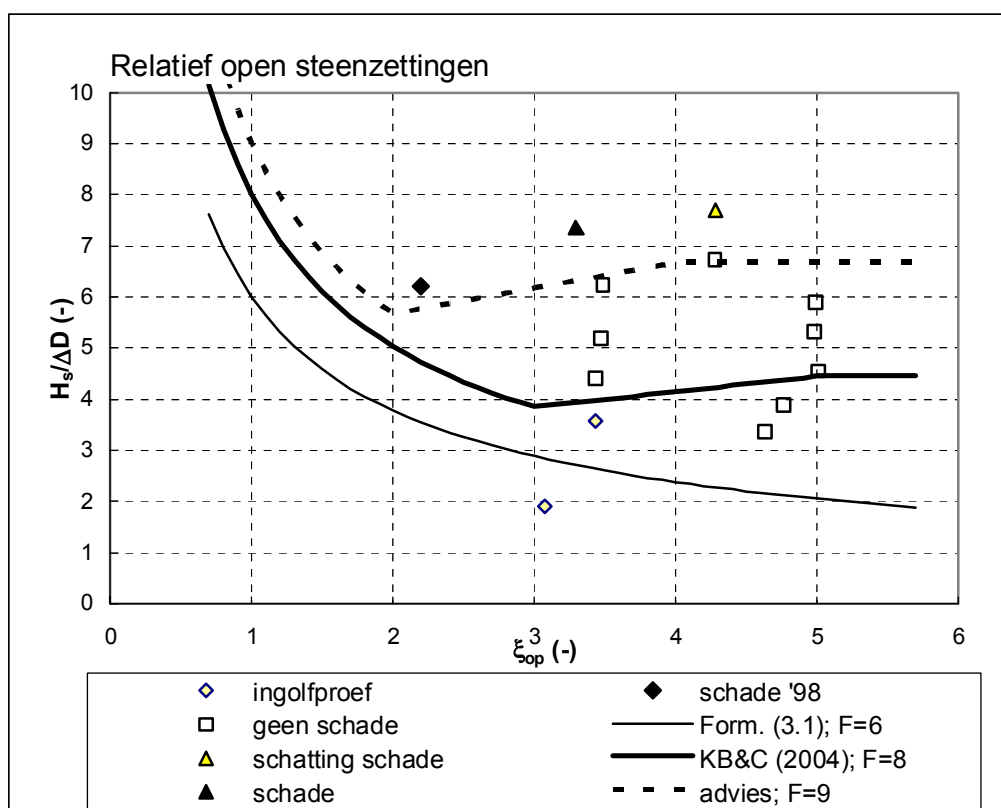 Relatief open steenzettingen
10
9
8
7
6
5
4
3
2
1
0
Hs/ΔD (-)
0 1 2 3 4 5 6
ξop (-)
ingolfproef
schade '98
geen schade
Form. (3.1); F=6
schatting schade
KB&C (2004); F=8
schade
advies; F=9